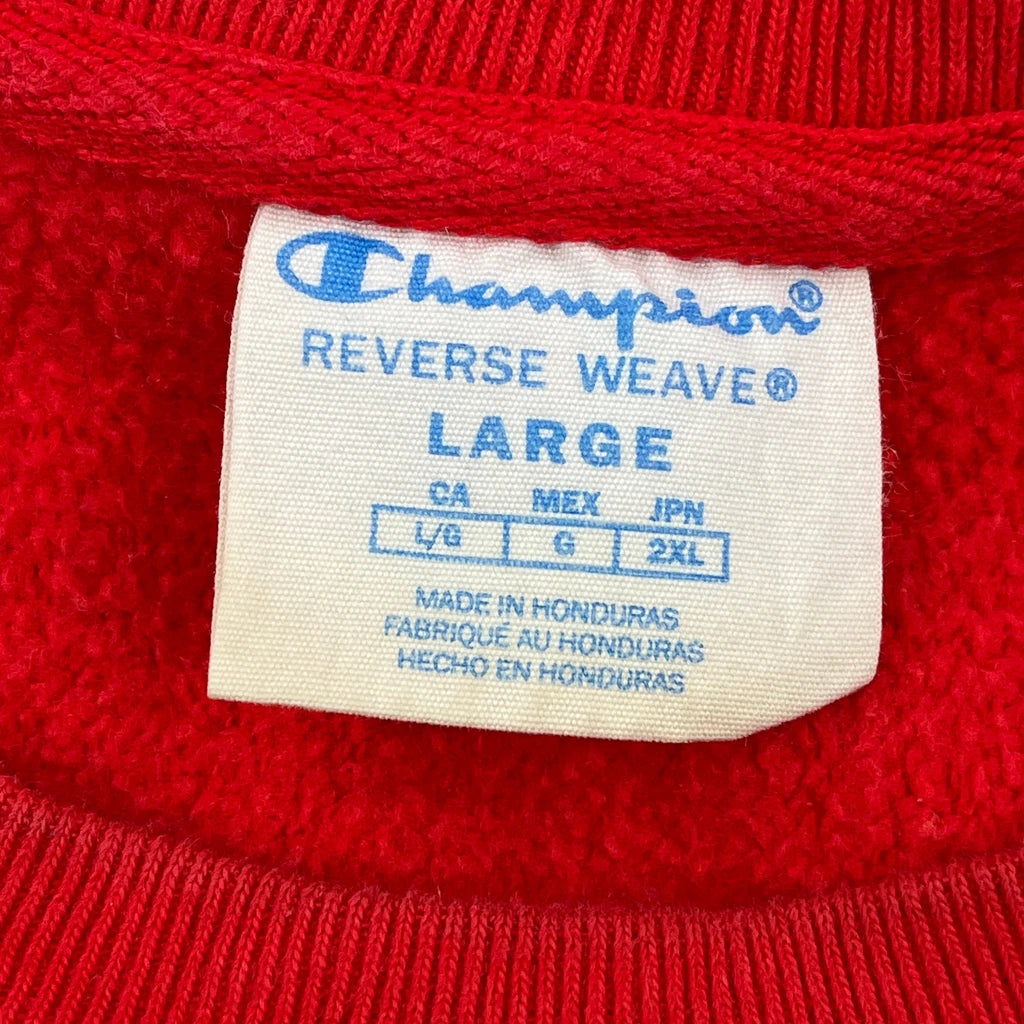 Champion®
REVERSE WEAVE®
LARGE
CA MEX JPN
L/G G 2XL
MADE IN HONDURAS
FABRIQUÉ AU HONDURAS
HECHO EN HONDURAS